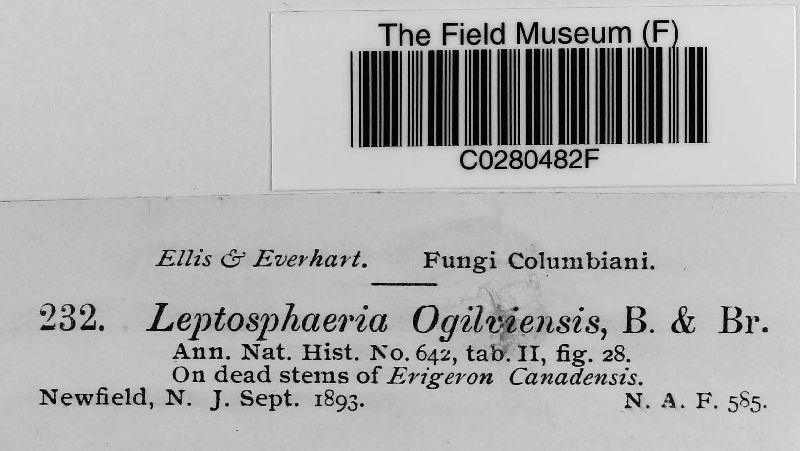 The Field Museum (F)
C0280482F
Ellis & Everhart. Fungi Columbiani.
232. Leptosphaeria Ogilviensis, B. & Br.
Ann. Nat. Hist. No. 642, tab. II, fig. 28.
On dead stems of Erigeron Canadensis.
Newfield, N. J. Sept. 1893. N. A. F. 585.